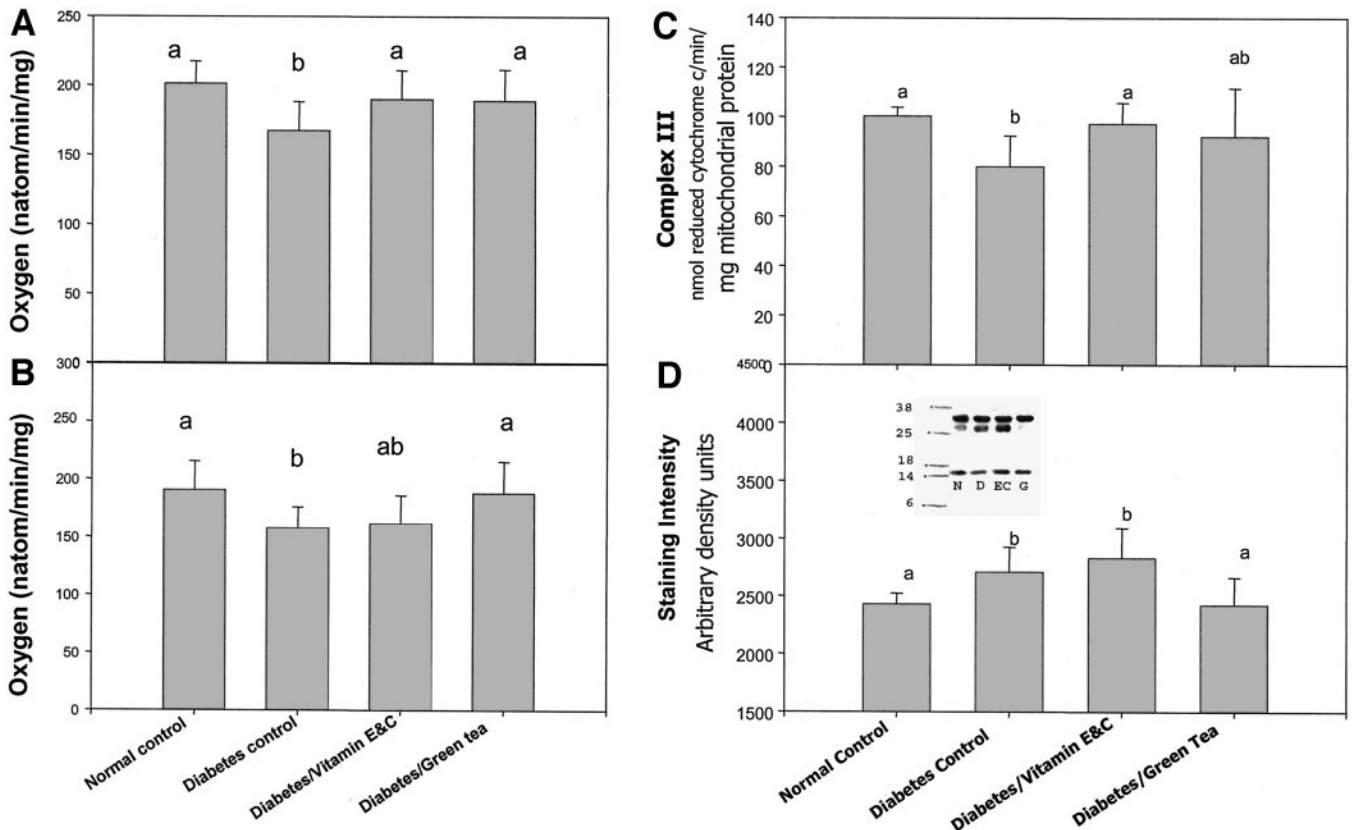 A
Oxygen (natom/min/mg)
250
200
150
100
50
a
b
a
a
B
Oxygen (natom/min/mg)
300
250
200
150
100
50
0
a
b
ab
a
Normal control
Diabetes control
Diabetes/Vitamin E&C
Diabetes/Green tea
C
Complex III
nmol reduced cytochrome c/min/
mg mitochondrial protein
140
120
100
80
60
40
20
0
a
b
a
ab
D
Staining Intensity
Arbitrary density units
4500
4000
3500
3000
2500
2000
1500
38
25
18
14
6
N D EC G
a
b
b
a
Normal Control
Diabetes Control
Diabetes/Vitamin E&C
Diabetes/Green Tea